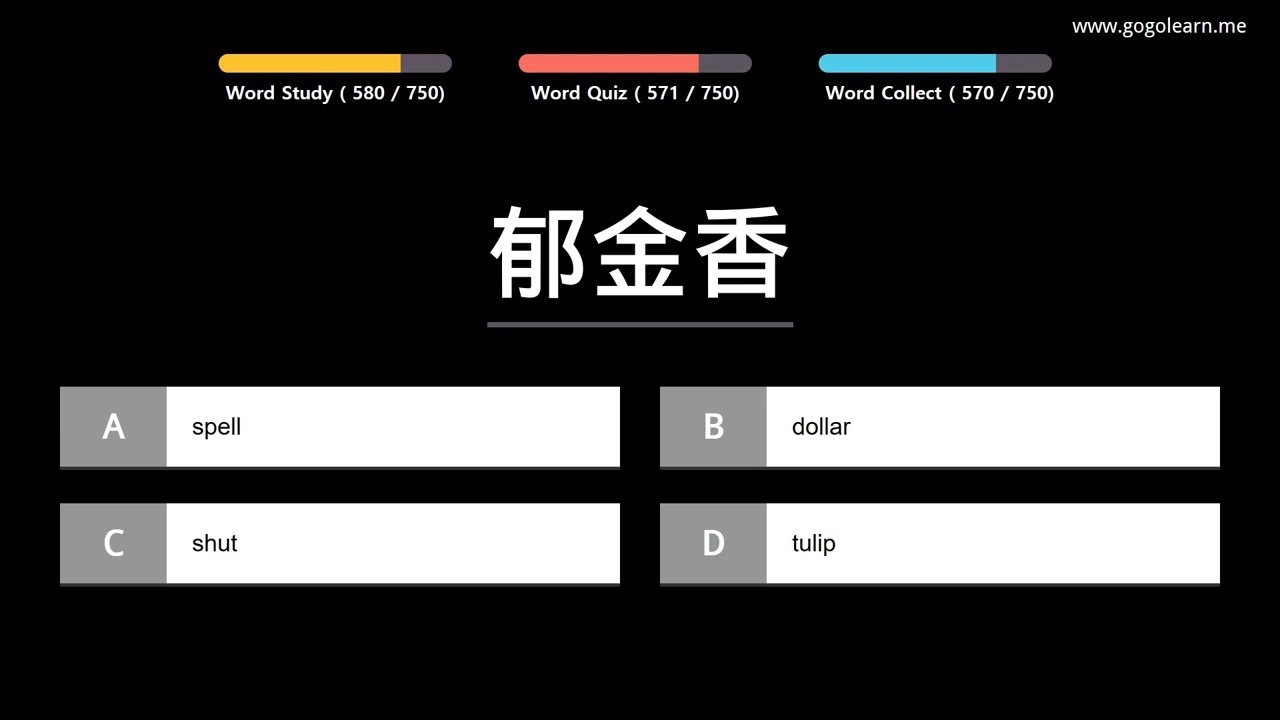 www.gogolearn.me
Word Study ( 580 / 750)
Word Quiz ( 571 / 750)
Word Collect ( 570 / 750)
郁金香
A spell
B dollar
C shut
D tulip